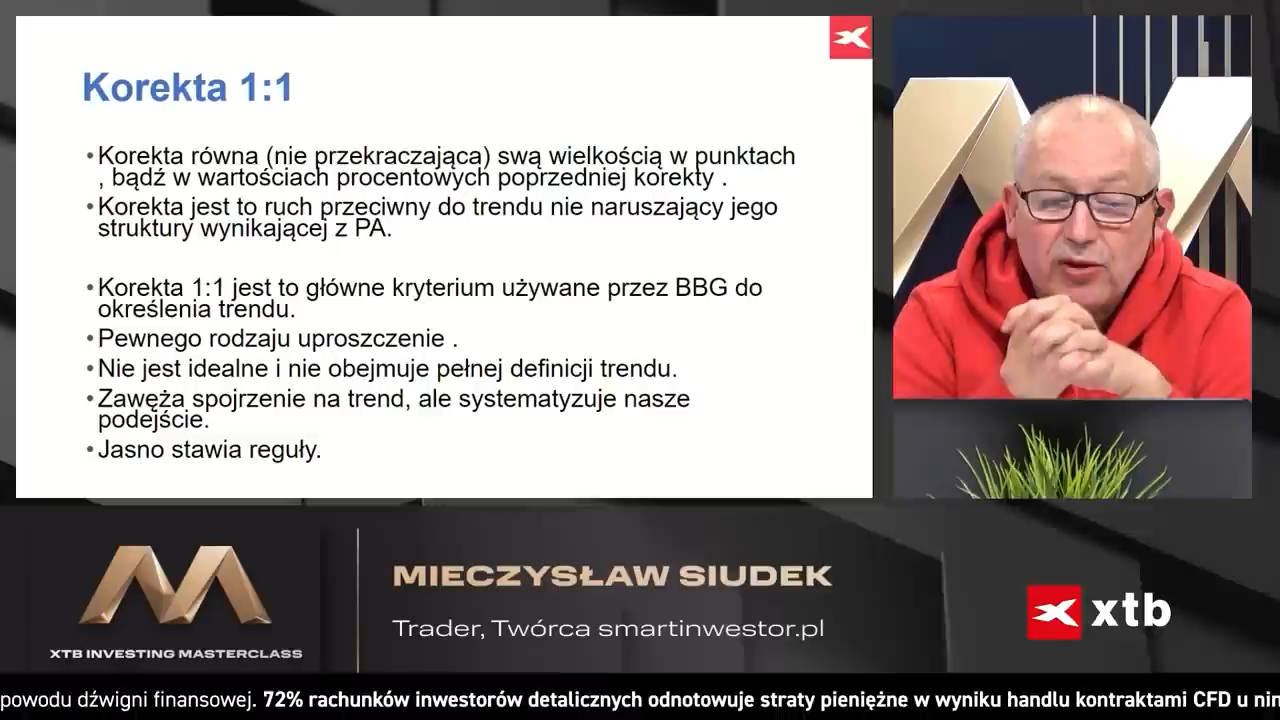 Korekta 1:1
•Korekta równa (nie przekraczająca) swą wielkością w punktach
, bądź w wartościach procentowych poprzedniej korekty .
•Korekta jest to ruch przeciwny do trendu nie naruszający jego
struktury wynikającej z PA.
•Korekta 1:1 jest to główne kryterium używane przez BBG do
określenia trendu.
•Pewnego rodzaju uproszczenie .
•Nie jest idealne i nie obejmuje pełnej definicji trendu.
•Zawęża spojrzenie na trend, ale systematyzuje nasze
podejście.
•Jasno stawia reguły.
XTB INVESTING MASTERCLASS
MIECZYSŁAW SIUDEK
Trader, Twórca smartinwestor.pl
xtb
powodu dźwigni finansowej. 72% rachunków inwestorów detalicznych odnotowuje straty pieniężne w wyniku handlu kontraktami CFD u nin